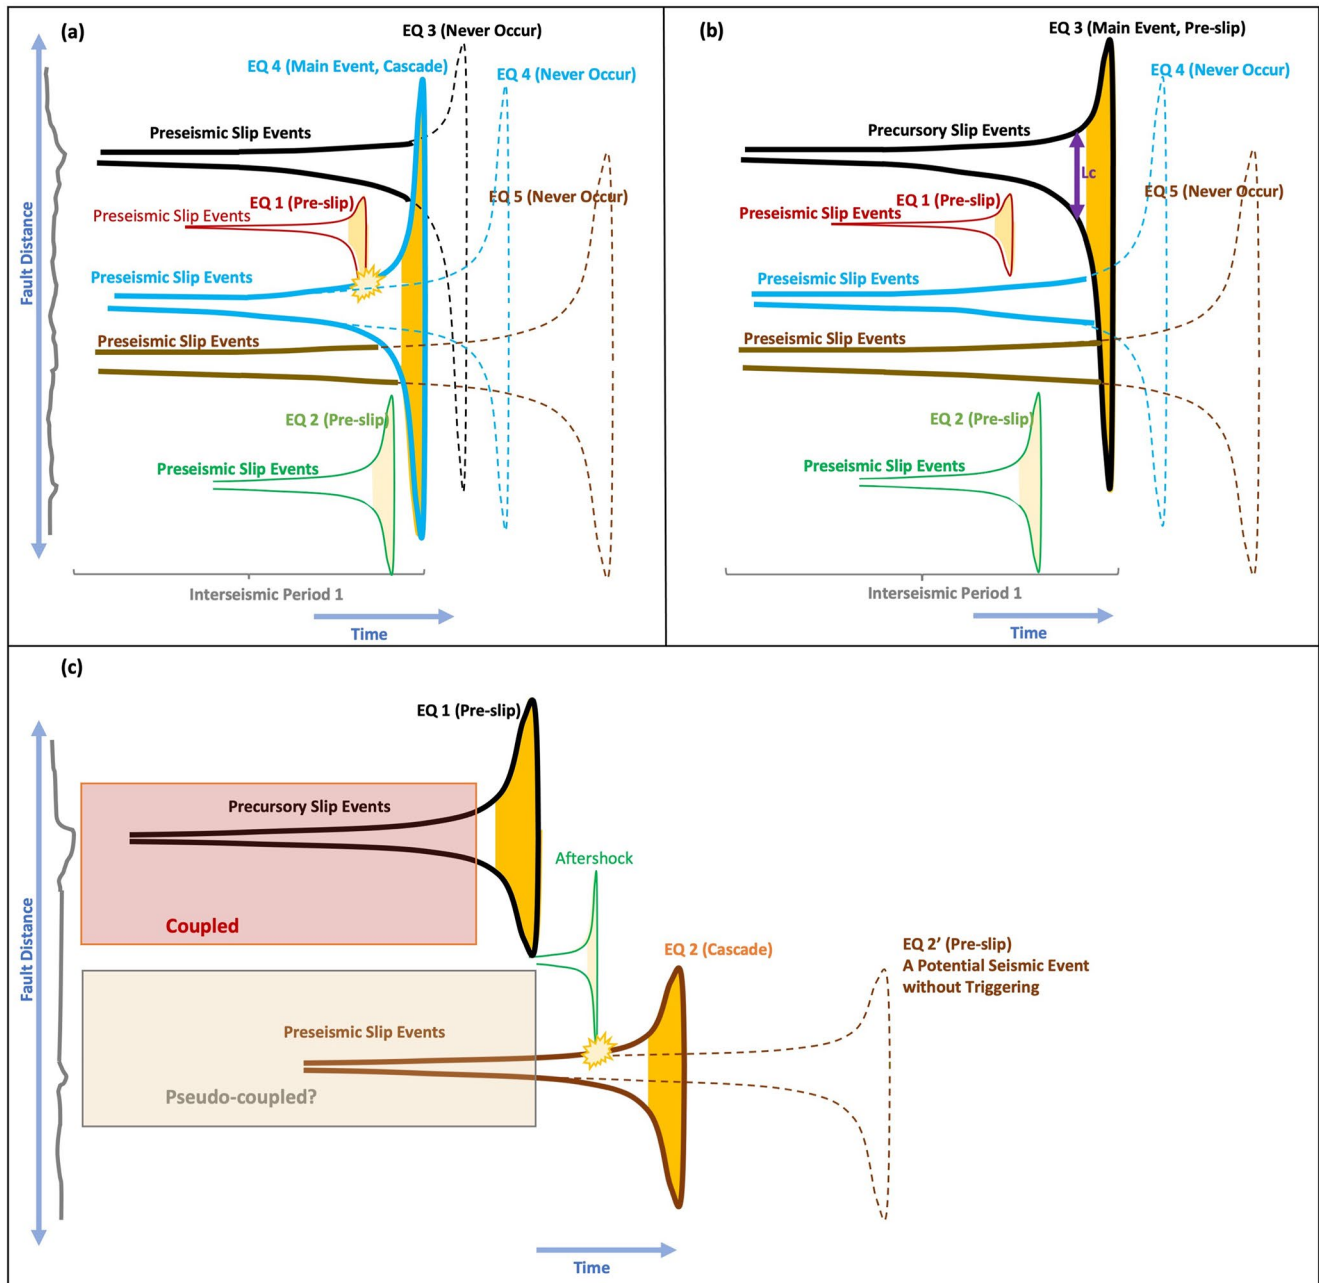 (a)
EQ 3 (Never Occur)
EQ 4 (Main Event, Cascade)
EQ 4 (Never Occur)
Preseismic Slip Events
EQ 5 (Never Occur)
EQ 1 (Pre-slip)
Preseismic Slip Events
Preseismic Slip Events
Preseismic Slip Events
EQ 2 (Pre-slip)
Preseismic Slip Events
Fault Distance
Interseismic Period 1
Time
(b)
EQ 3 (Main Event, Pre-slip)
EQ 4 (Never Occur)
Precursory Slip Events
Lc
EQ 5 (Never Occur)
EQ 1 (Pre-slip)
Preseismic Slip Events
Preseismic Slip Events
Preseismic Slip Events
EQ 2 (Pre-slip)
Preseismic Slip Events
Interseismic Period 1
Time
(c)
EQ 1 (Pre-slip)
Precursory Slip Events
Coupled
Aftershock
Fault Distance
EQ 2 (Cascade)
EQ 2’ (Pre-slip)
A Potential Seismic Event
without Triggering
Preseismic Slip Events
Pseudo-coupled?
Time